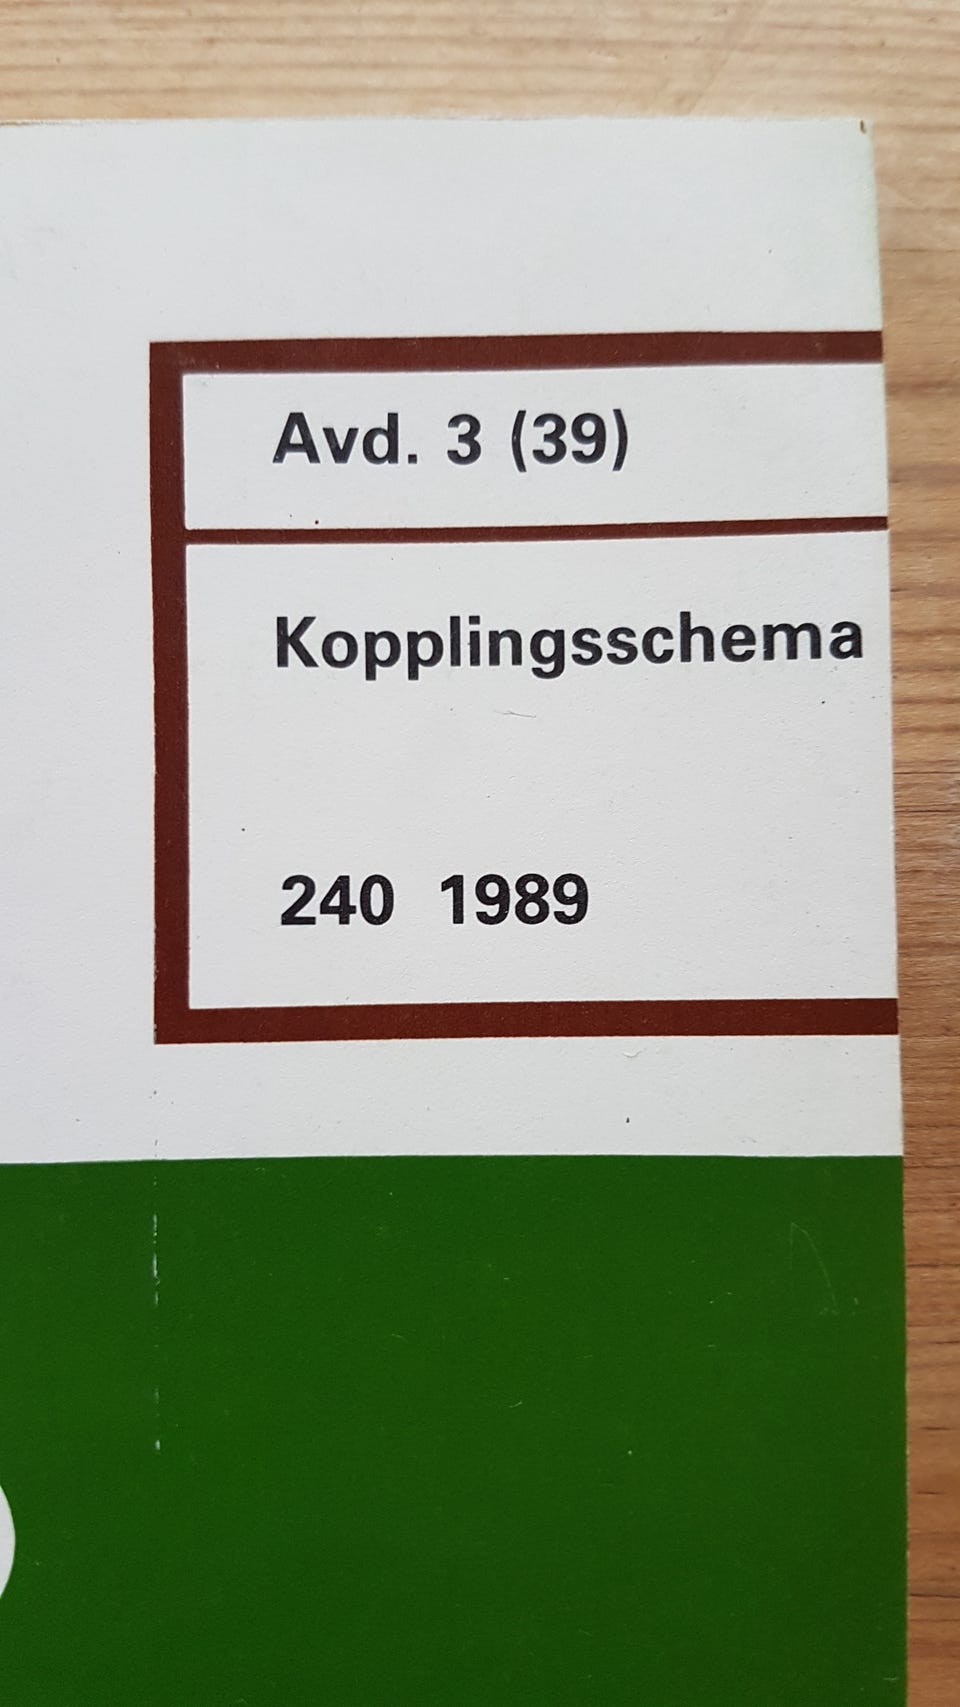 Avd. 3 (39)
Kopplingsschema
240 1989